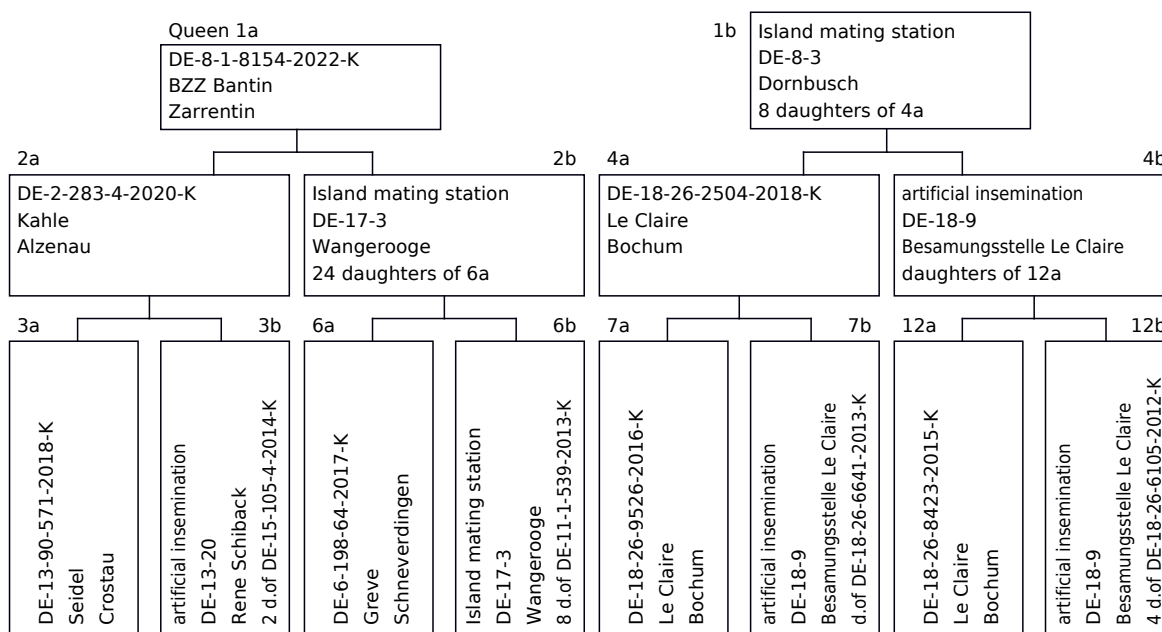 Queen 1a
DE-8-1-8154-2022-K
BZZ Bantin
Zarrentin
1b
Island mating station
DE-8-3
Dornbusch
8 daughters of 4a
2a
DE-2-283-4-2020-K
Kahle
Alzenau
2b
Island mating station
DE-17-3
Wangerooge
24 daughters of 6a
4a
DE-18-26-2504-2018-K
Le Claire
Bochum
4b
artificial insemination
DE-18-9
Besamungsstelle Le Claire
daughters of 12a
3a
DE-13-90-571-2018-K
Seidel
Crostau
3b
artificial insemination
DE-13-20
Rene Schiback
2 d.of DE-15-105-4-2014-K
6a
DE-6-198-64-2017-K
Greve
Schneverdingen
6b
Island mating station
DE-17-3
Wangerooge
8 d.of DE-11-1-539-2013-K
7a
DE-18-26-9526-2016-K
Le Claire
Bochum
7b
artificial insemination
DE-18-9
Besamungsstelle Le Claire
d.of DE-18-26-6641-2013-K
12a
DE-18-26-8423-2015-K
Le Claire
Bochum
12b
artificial insemination
DE-18-9
Besamungsstelle Le Claire
4 d.of DE-18-26-6105-2012-K